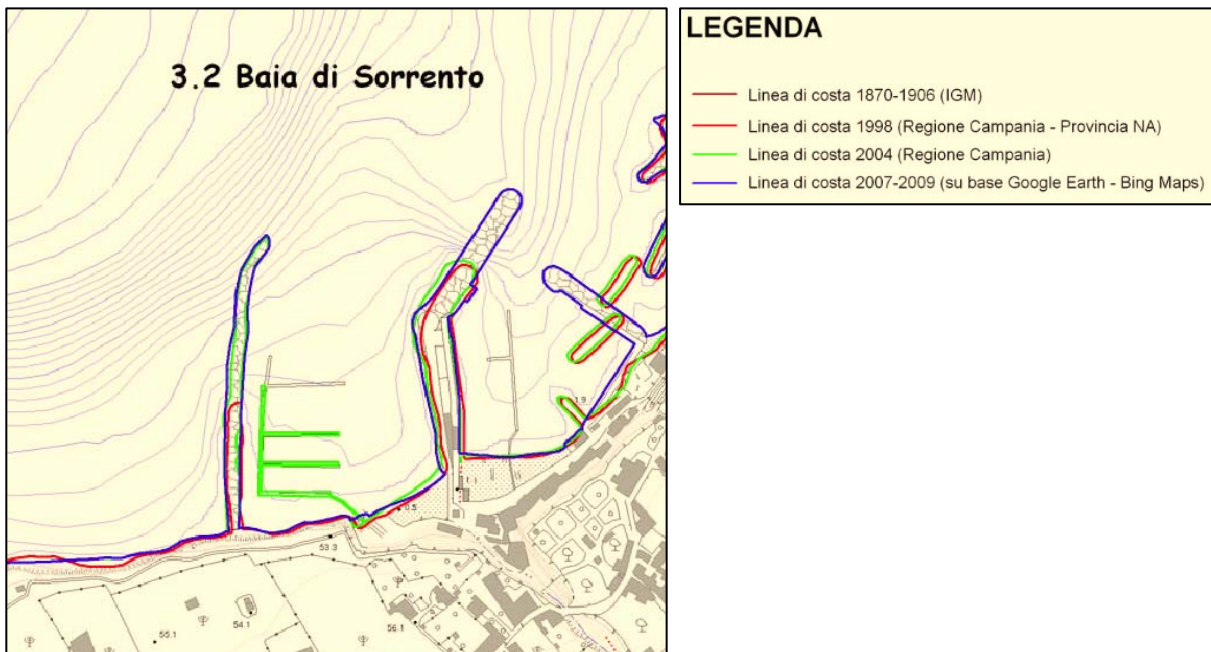 3.2 Baia di Sorrento
1.9
0.5
53.3
54.1
55.1
56.1
LEGENDA
Linea di costa 1870-1906 (IGM)
Linea di costa 1998 (Regione Campania - Provincia NA)
Linea di costa 2004 (Regione Campania)
Linea di costa 2007-2009 (su base Google Earth - Bing Maps)